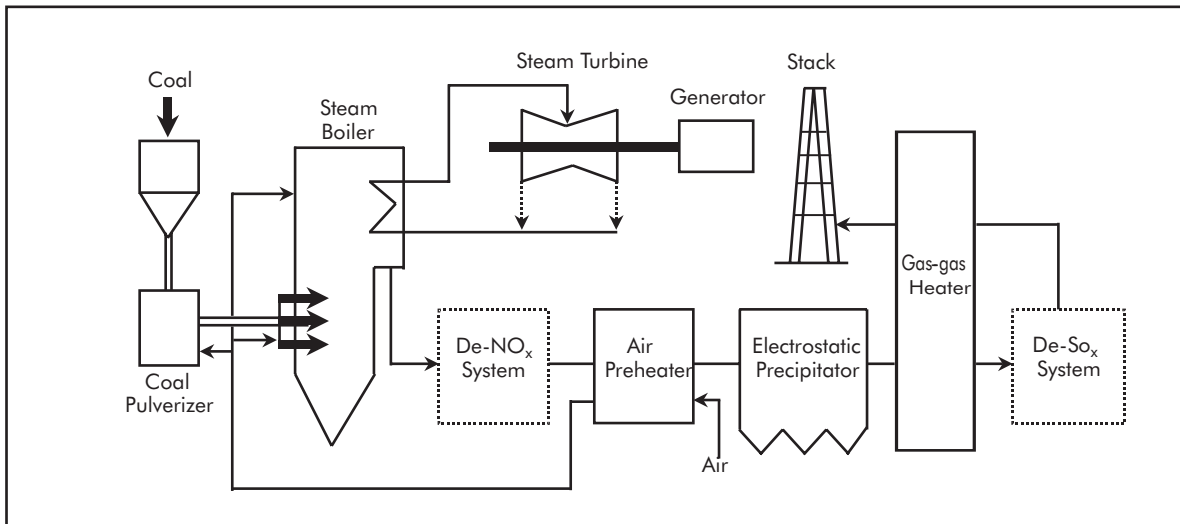 Coal
Steam
Boiler
Steam Turbine
Generator
Stack
Coal
Pulverizer
De-NOx
System
Air
Preheater
Air
Electrostatic
Precipitator
Gas-gas
Heater
De-Sox
System